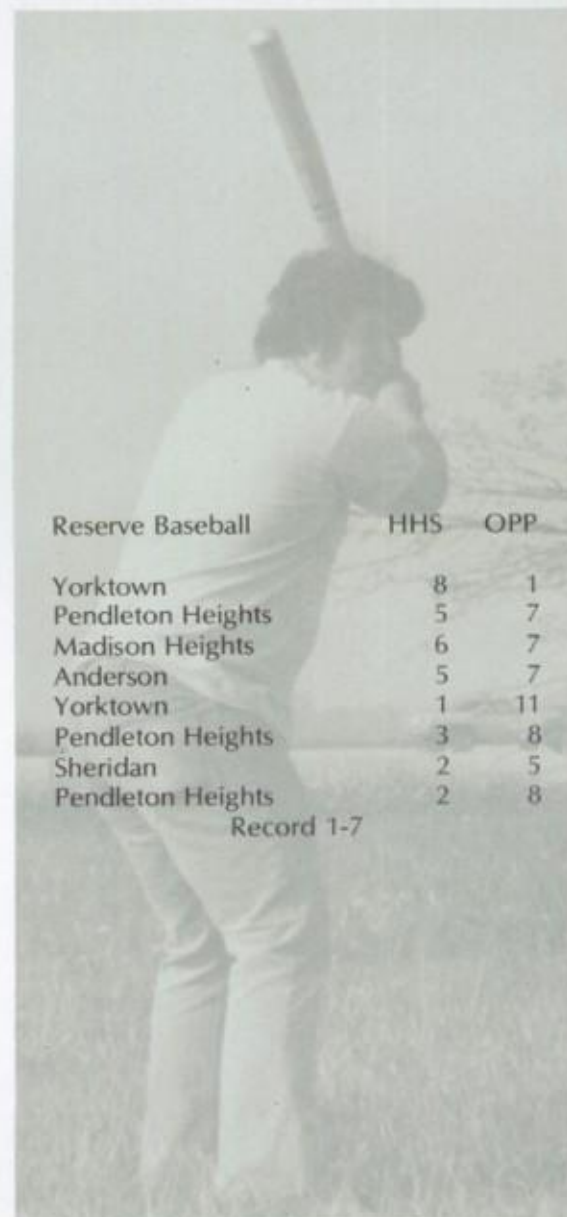 Reserve Baseball HHS OPP
Yorktown 8 1
Pendleton Heights 5 7
Madison Heights 6 7
Anderson 5 7
Yorktown 1 11
Pendleton Heights 3 8
Sheridan 2 5
Pendleton Heights 2 8
Record 1-7